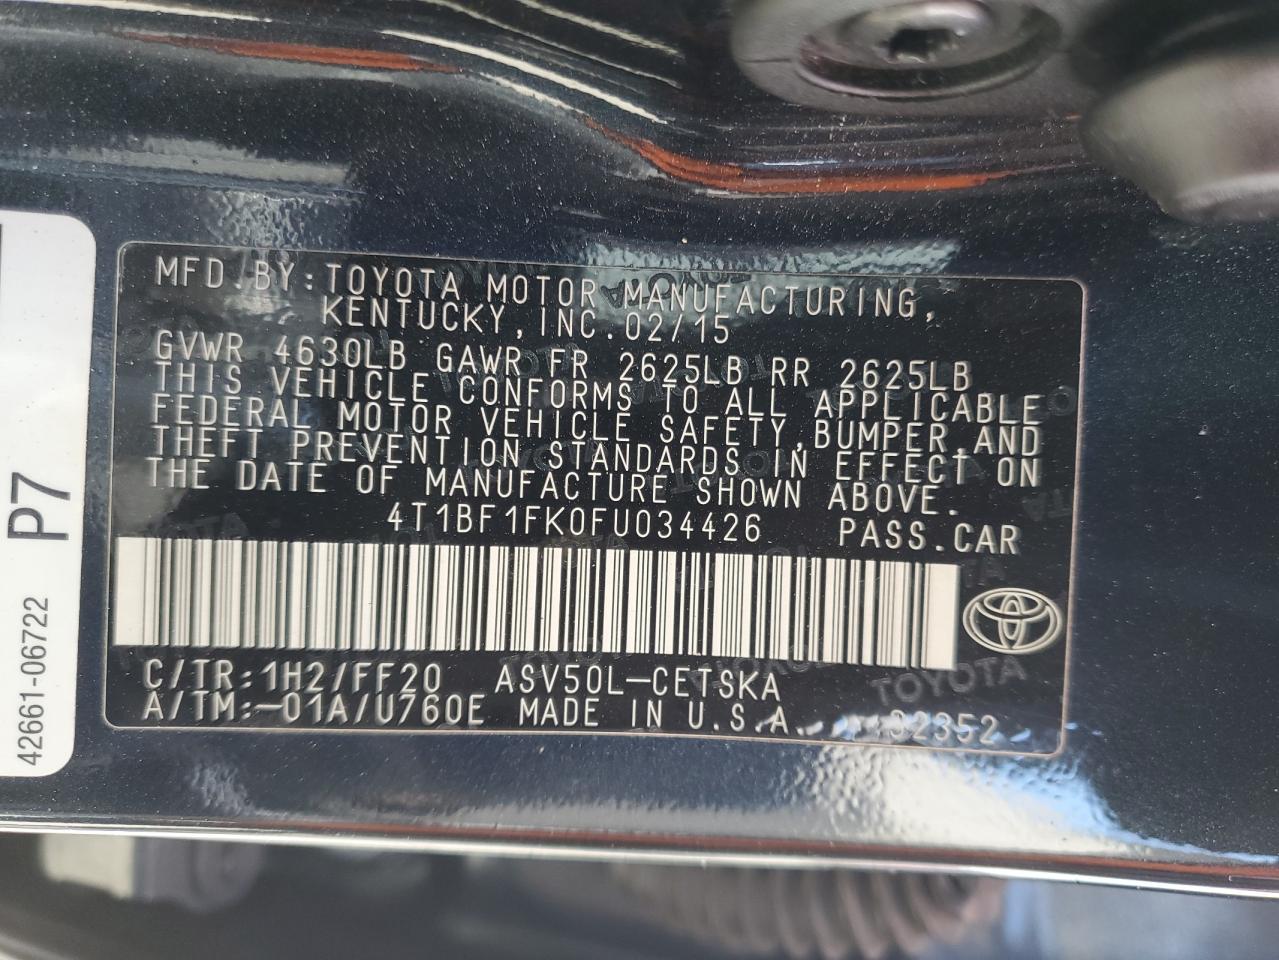 MFD.BY:TOYOTA MOTOR MANUFACTURING,
KENTUCKY,INC.02/15
GVWR 4630LB GAWR FR 2625LB RR 2625LB
THIS VEHICLE CONFORMS TO ALL APPLICABLE
FEDERAL MOTOR VEHICLE SAFETY,BUMPER,AND
THEFT PREVENTION STANDARDS IN EFFECT ON
THE DATE OF MANUFACTURE SHOWN ABOVE.
4T1BF1FK0FU034426 PASS.CAR
C/TR:1H2/FF20 ASV50L-CETSKA
A/TM:-01A/U760E MADE IN U.S.A. 32352
TOYOTA
P7
42661-06722